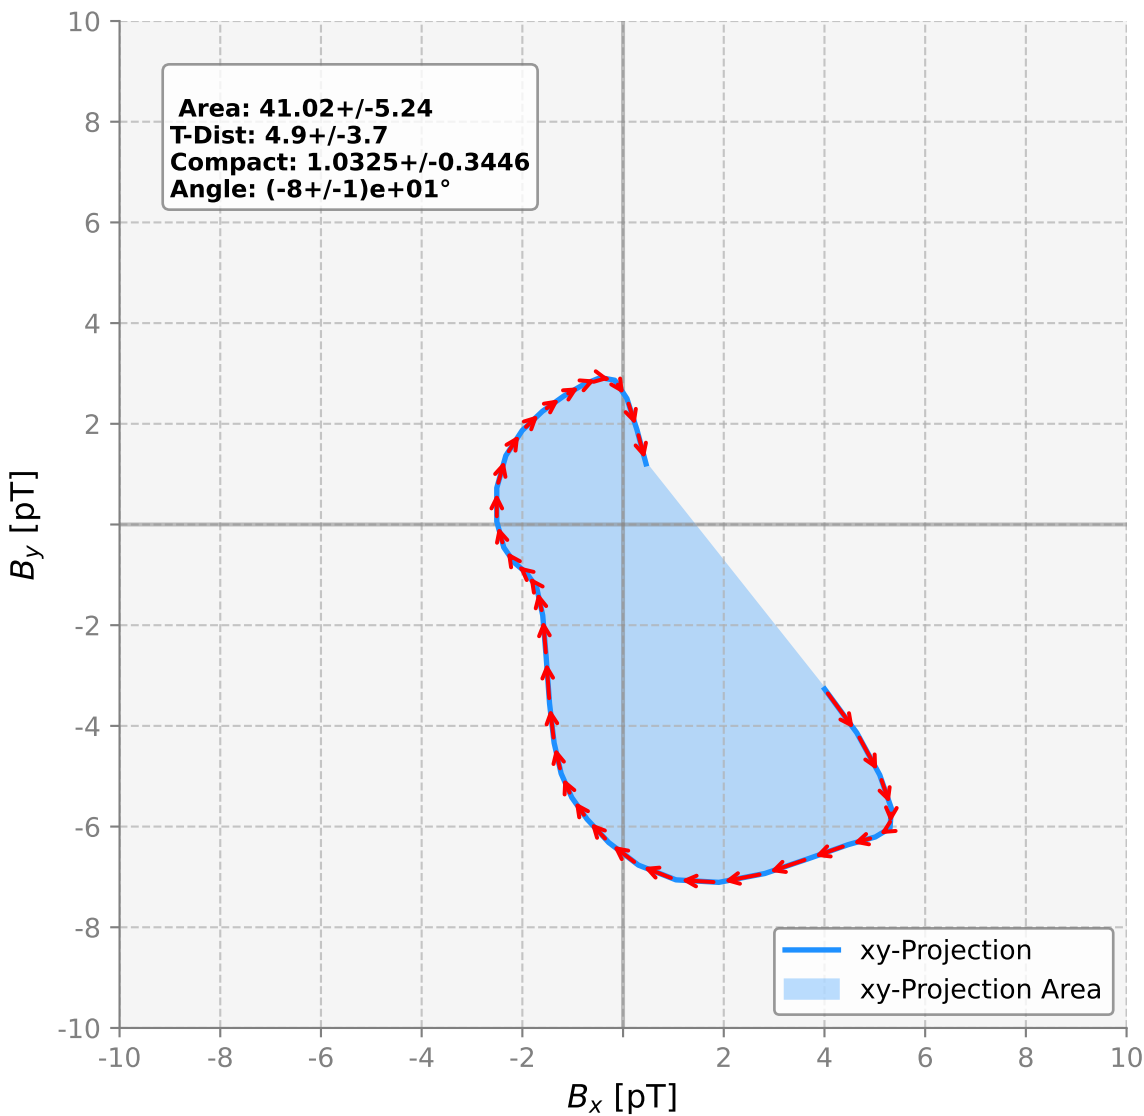 10
8
6
4
2
-2
-4
-6
-8
-10
-10
-8
-6
-4
-2
2
4
6
8
10
B_y [pT]
B_x [pT]
Area: 41.02+/-5.24
T-Dist: 4.9+/-3.7
Compact: 1.0325+/-0.3446
Angle: (-8+/-1)e+01°
xy-Projection
xy-Projection Area